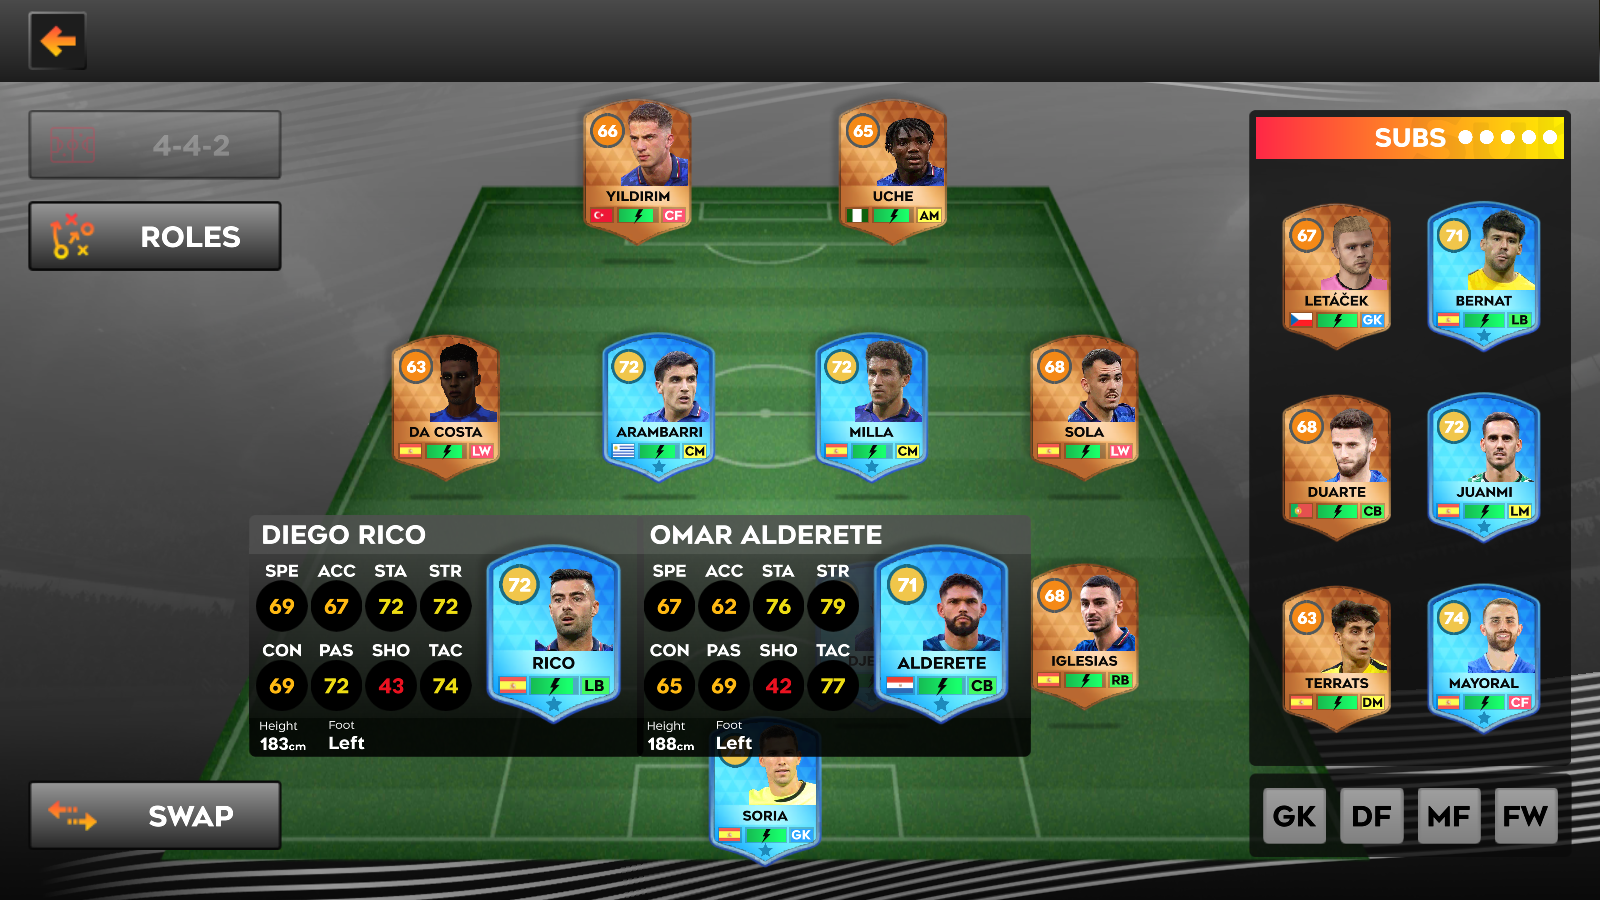 4-4-2
ROLES
66
YILDIRIM
CF
65
UCHE
AM
63
DA COSTA
LW
72
ARAMBARRI
CM
72
MILLA
CM
68
SOLA
LW
DIEGO RICO
SPE ACC STA STR
69 67 72 72
CON PAS SHO TAC
69 72 43 74
Height Foot
183cm Left
72
RICO
LB
OMAR ALDERETE
SPE ACC STA STR
67 62 76 79
CON PAS SHO TAC
65 69 42 77
Height Foot
188cm Left
71
ALDERETE
CB
DJE
68
IGLESIAS
RB
SORIA
GK
SWAP
SUBS
67
LETÁČEK
GK
71
BERNAT
LB
68
DUARTE
CB
72
JUANMI
LM
63
TERRATS
DM
74
MAYORAL
CF
GK DF MF FW